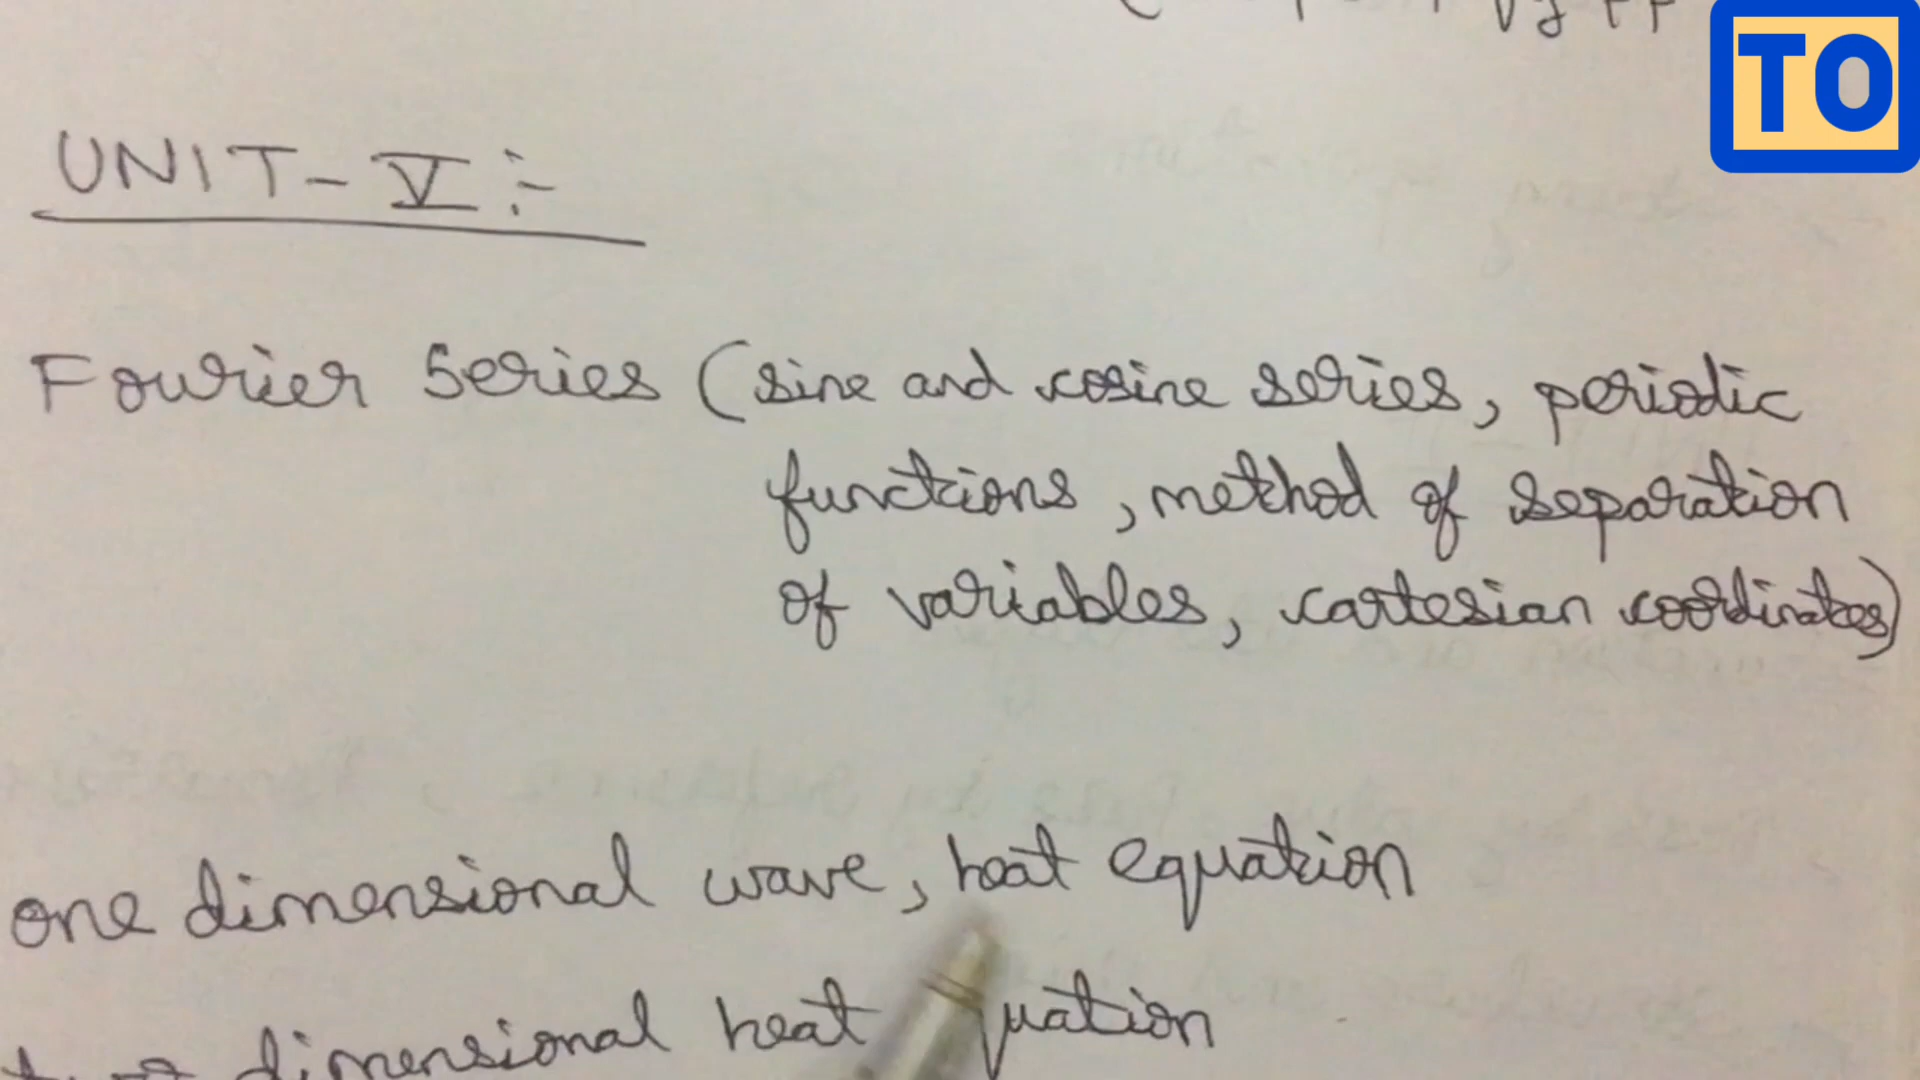 TO
UNIT-V:-
Fourier Series (sine and cosine series, periodic
functions, method of separation
of variables, cartesian coordinates)
one dimensional wave, heat equation
dimensional heat